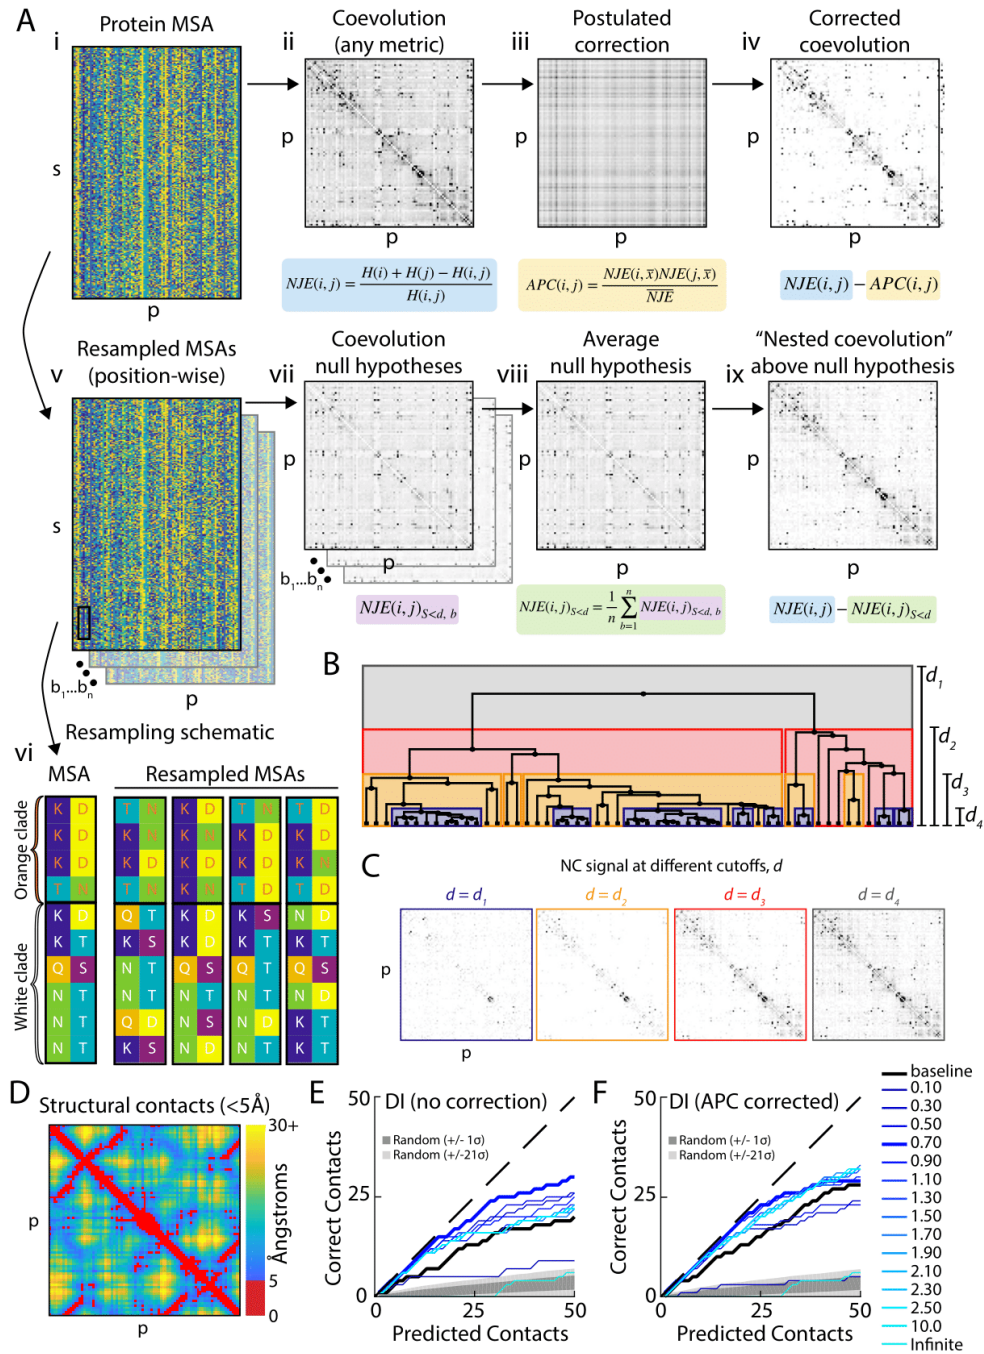 A
i
Protein MSA
s
p
ii
Coevolution
(any metric)
p
p
NJE(i, j) = H(i) + H(j) − H(i, j) / H(i, j)
iii
Postulated
correction
p
p
APC(i, j) = NJE(i, x̄)NJE(j, x̄) / NJE
iv
Corrected
coevolution
p
p
NJE(i, j) − APC(i, j)
v
Resampled MSAs
(position-wise)
s
b1...bn
p
vii
Coevolution
null hypotheses
p
b1...bn
p
NJE(i, j)S<d, b
viii
Average
null hypothesis
p
p
NJE(i, j)S<d = 1/n ∑ n b=1 NJE(i, j)S<d, b
ix
“Nested coevolution”
above null hypothesis
p
p
NJE(i, j) − NJE(i, j)S<d
Resampling schematic
vi
MSA
Resampled MSAs
Orange clade
White clade
K D T N K D T N T D
K D K N K N K D K D
K D K D K D K D K N
T N K N K N T D T D
K D Q T K D K S N D
K T K S K D K T K T
Q S N T Q S Q T Q S
N T N T N T N T N D
N T Q D N S N D K T
N T K S N D N T K T
B
d1
d2
d3
d4
C
NC signal at different cutoffs, d
d = d1
d = d2
d = d3
d = d4
p
p
D
Structural contacts (<5Å)
p
p
30+
20
10
5
0
Angstroms
E
DI (no correction)
50
25
0
Correct Contacts
Random (+/- 1σ)
Random (+/-21σ)
0
25
50
Predicted Contacts
F
DI (APC corrected)
50
25
0
Correct Contacts
Random (+/- 1σ)
Random (+/-21σ)
0
25
50
Predicted Contacts
baseline
0.10
0.30
0.50
0.70
0.90
1.10
1.30
1.50
1.70
1.90
2.10
2.30
2.50
10.0
Infinite